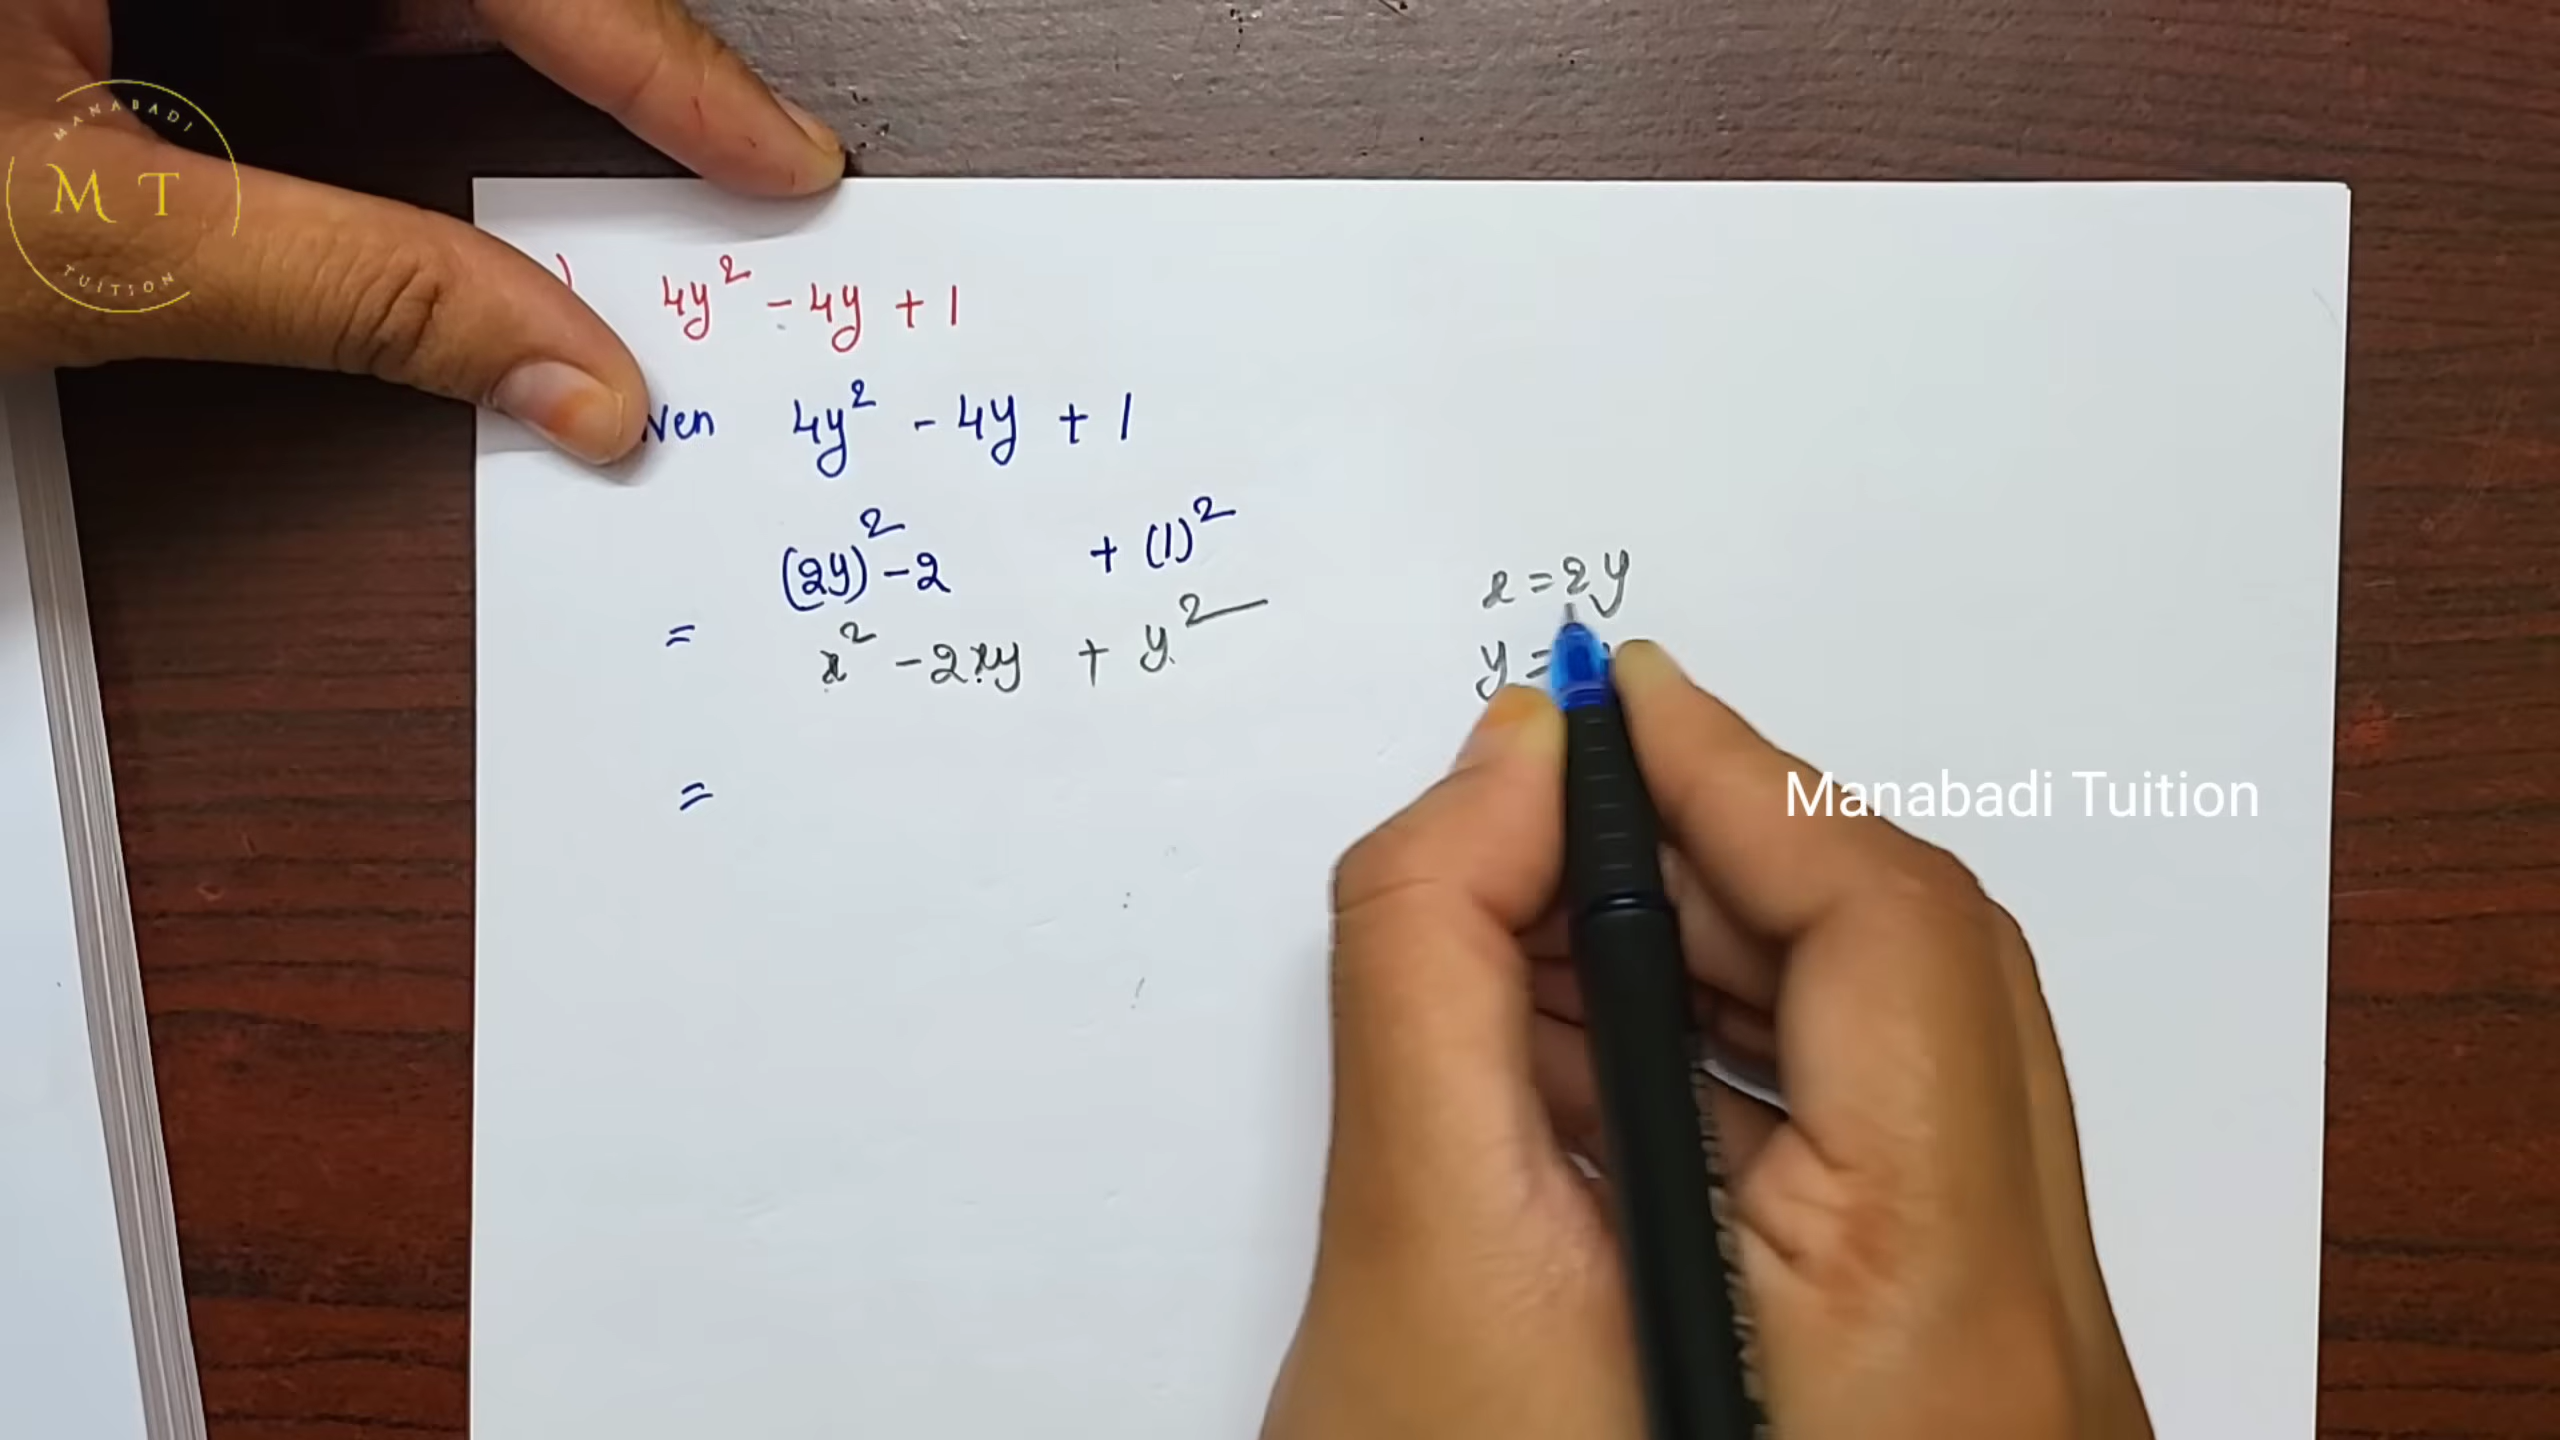 MANABADI
M T
TUITION
) 4y² - 4y + 1
ven 4y² - 4y + 1
(2y)² - 2 + (1)²
= x² - 2xy + y²
x = 2y
y =
=
Manabadi Tuition